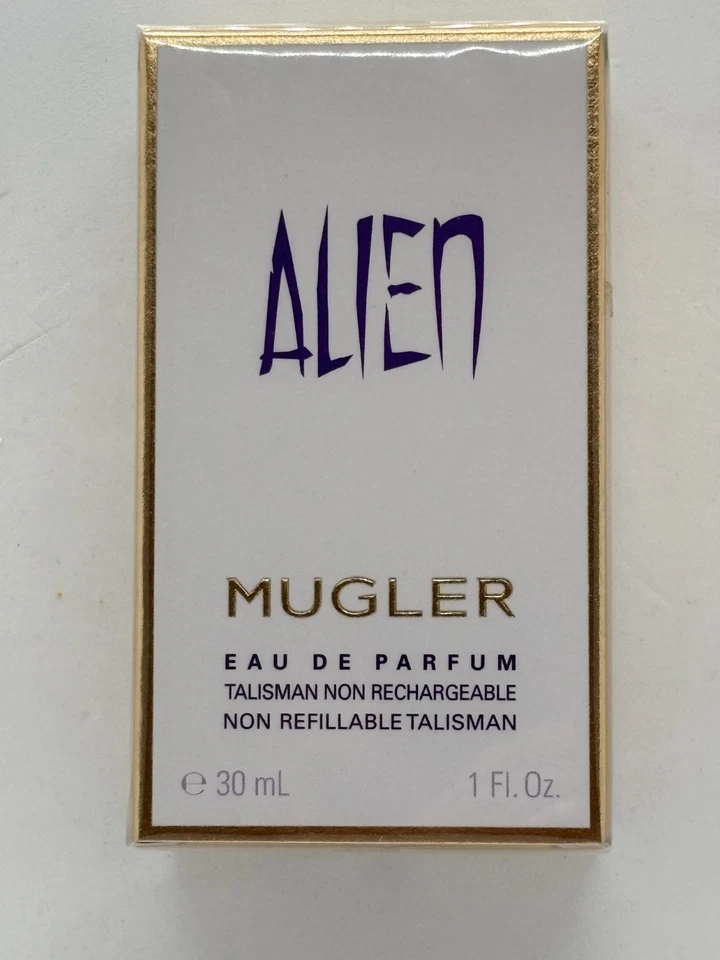 ALIEN
MUGLER
EAU DE PARFUM
TALISMAN NON RECHARGEABLE
NON REFILLABLE TALISMAN
℮ 30 mL 1 Fl. Oz.